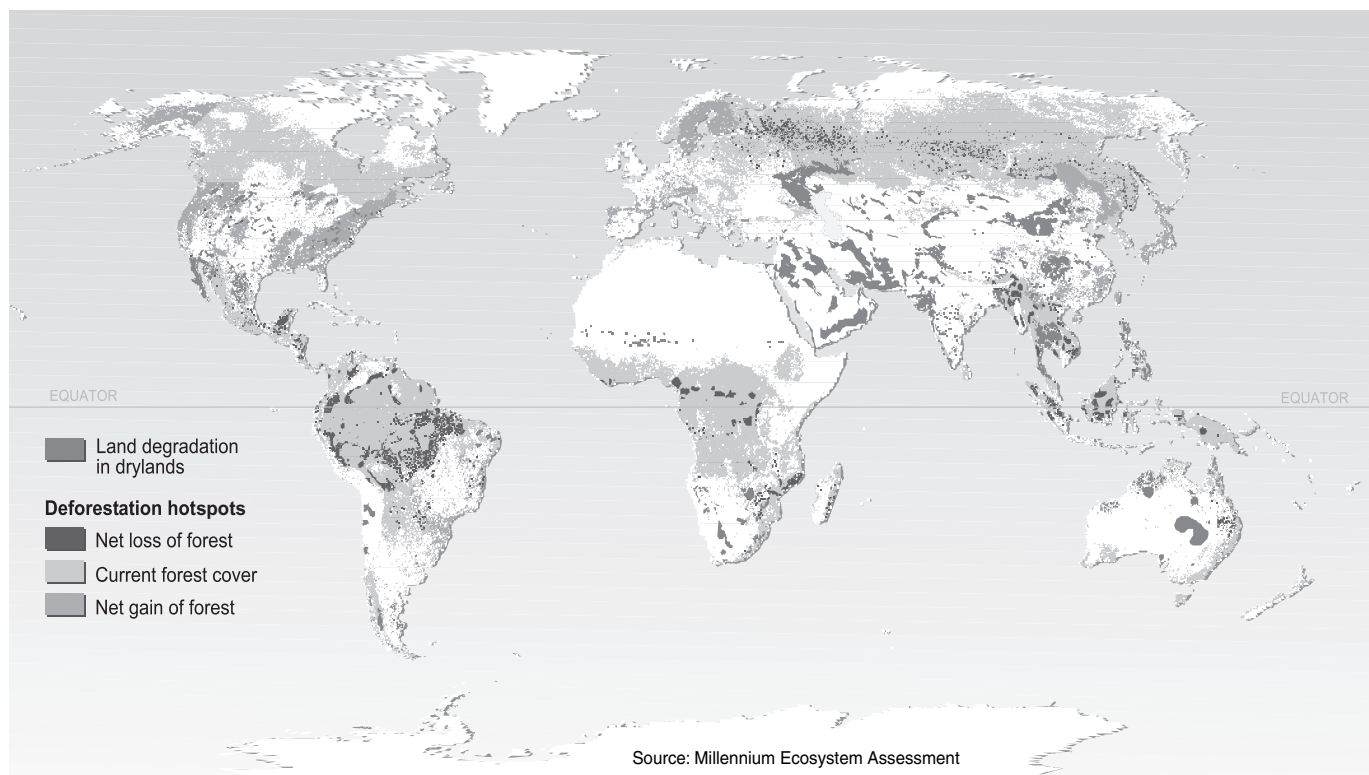 EQUATOR
EQUATOR
Land degradation
in drylands
Deforestation hotspots
Net loss of forest
Current forest cover
Net gain of forest
Source: Millennium Ecosystem Assessment